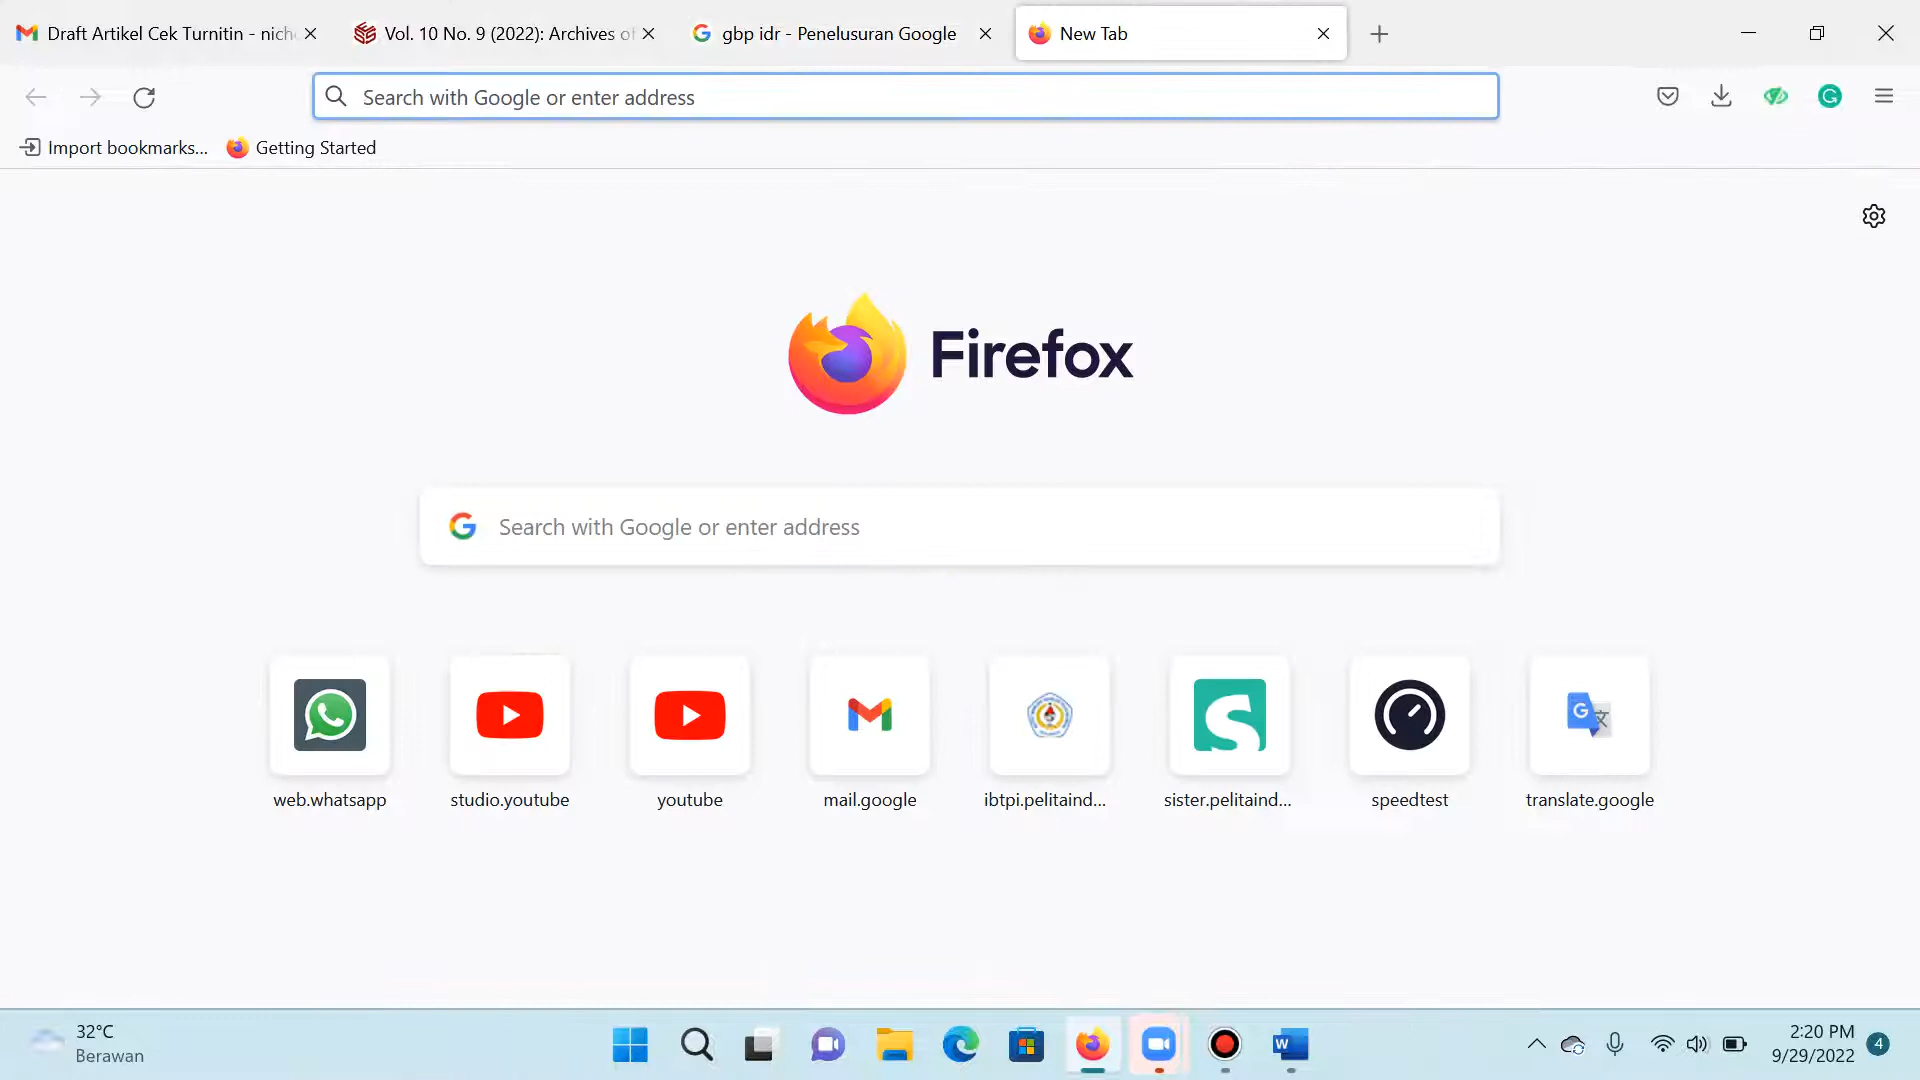 Draft Artikel Cek Turnitin - nich
Vol. 10 No. 9 (2022): Archives of
gbp idr - Penelusuran Google
New Tab
Search with Google or enter address
Import bookmarks...
Getting Started
Firefox
Search with Google or enter address
web.whatsapp
studio.youtube
youtube
mail.google
ibtpi.pelitaind...
sister.pelitaind...
speedtest
translate.google
32°C
Berawan
2:20 PM
9/29/2022
4